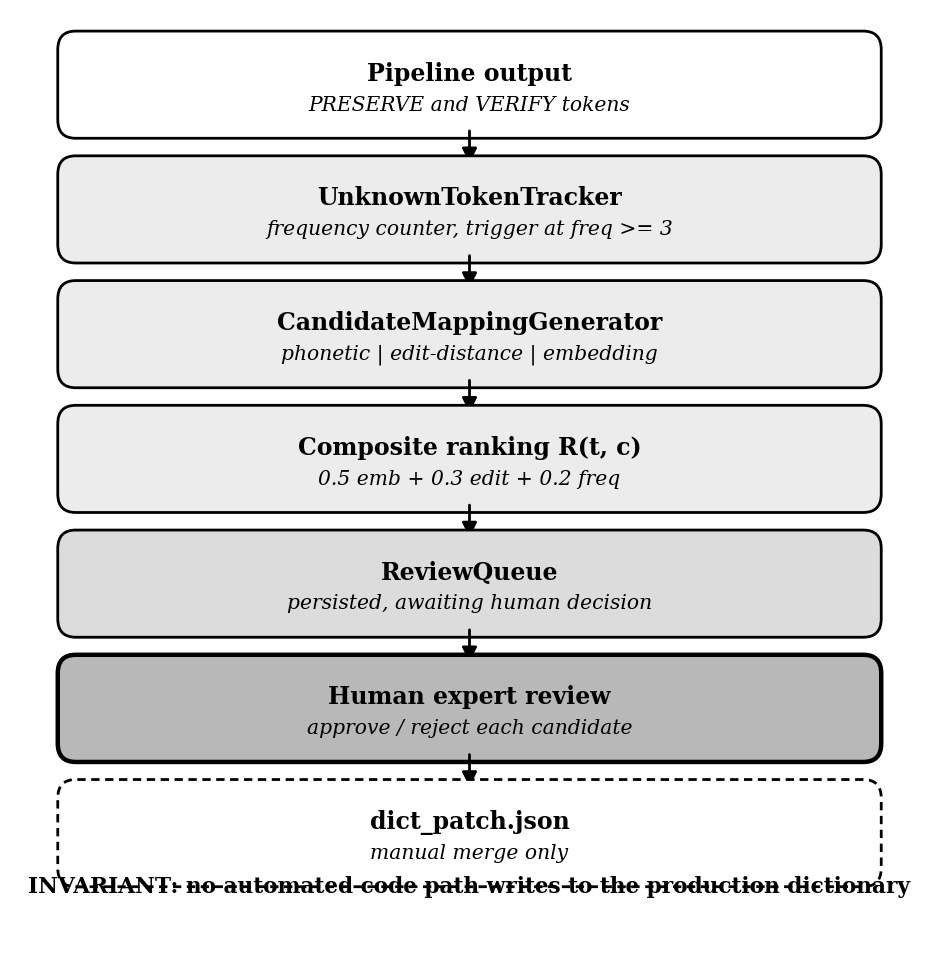 Pipeline output
PRESERVE and VERIFY tokens
UnknownTokenTracker
frequency counter, trigger at freq >= 3
CandidateMappingGenerator
phonetic | edit-distance | embedding
Composite ranking R(t, c)
0.5 emb + 0.3 edit + 0.2 freq
ReviewQueue
persisted, awaiting human decision
Human expert review
approve / reject each candidate
dict_patch.json
manual merge only
INVARIANT: no automated code path writes to the production dictionary